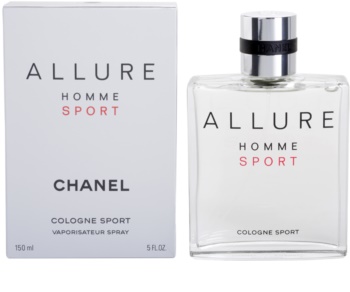 ALLURE
HOMME
SPORT
CHANEL
COLOGNE SPORT
VAPORISATEUR SPRAY
150 ml 5 FL.OZ.
ALLURE
HOMME
SPORT
COLOGNE SPORT